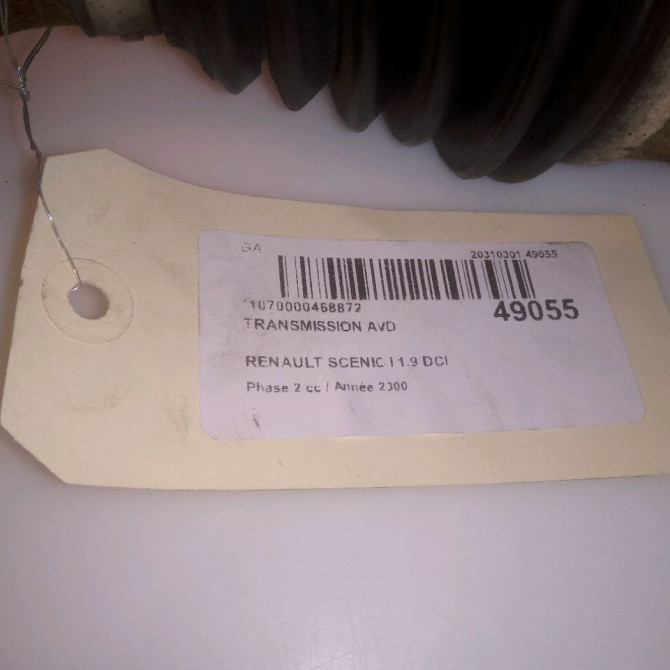 GA 20310301 49055
*1070000468872 49055
TRANSMISSION AVD
RENAULT SCENIC I 1.9 DCI
Phase 2 cc / Année 2000